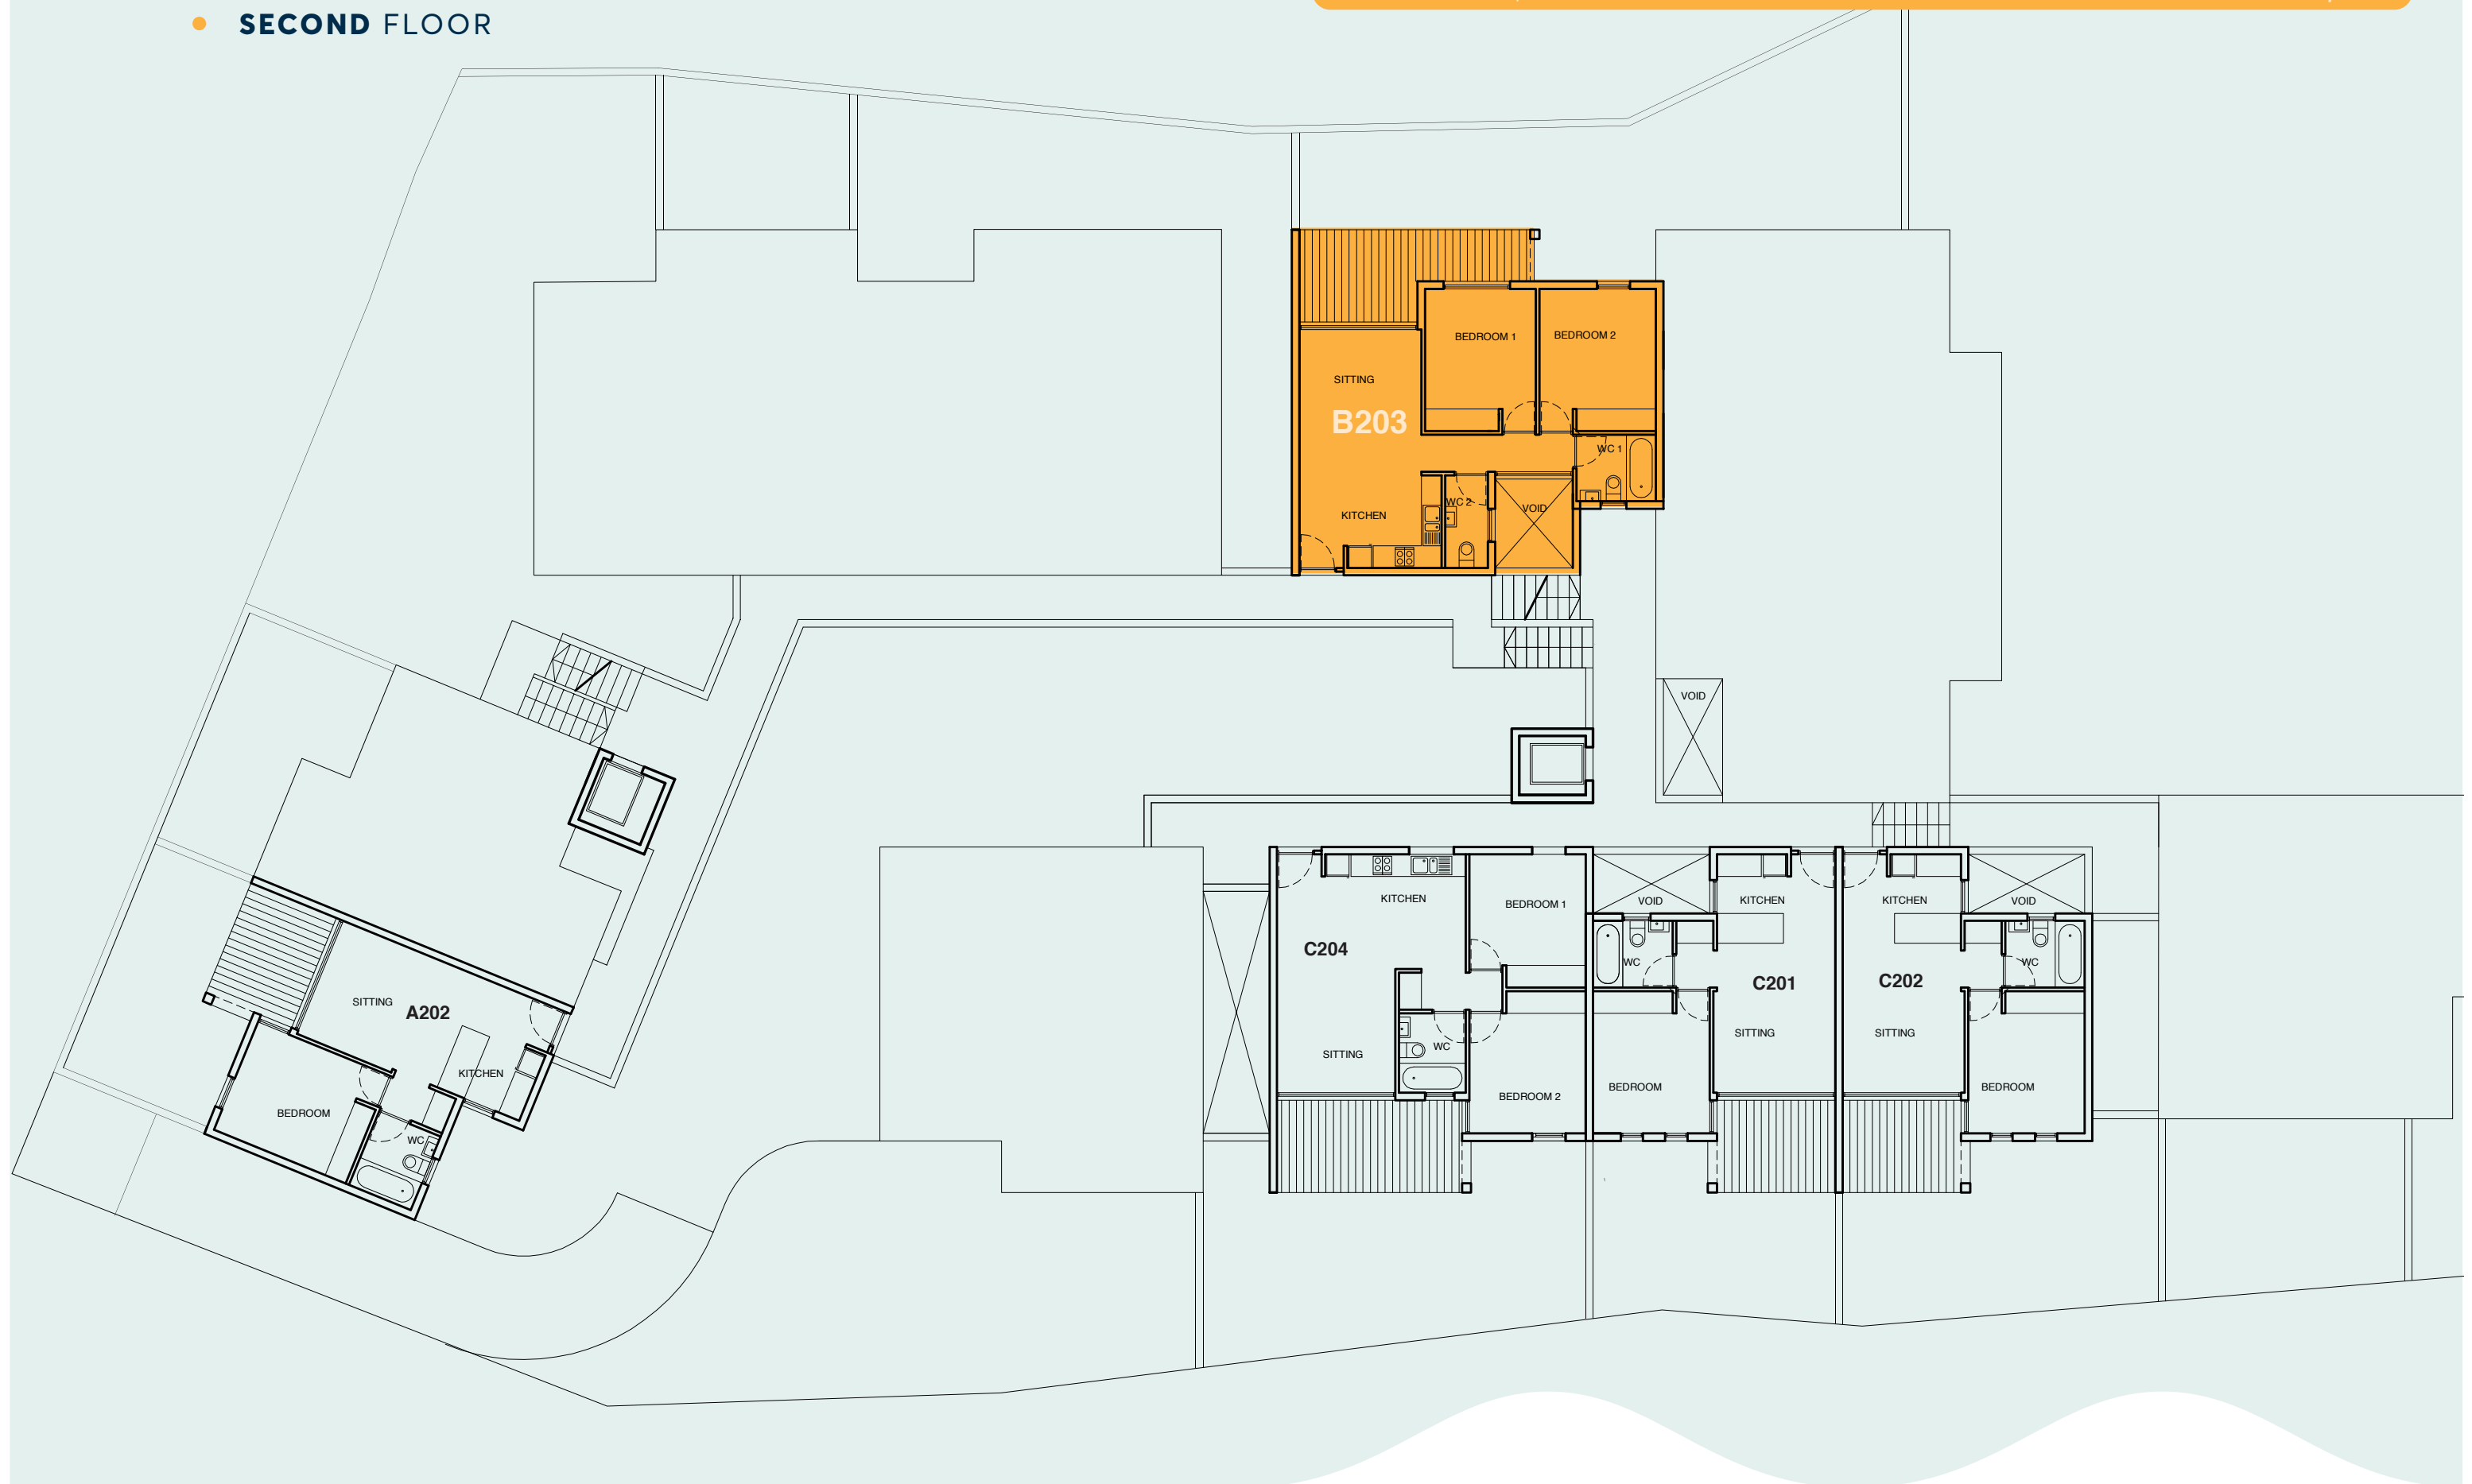 SECOND FLOOR
BEDROOM 1
BEDROOM 2
SITTING
B203
WC 1
WC 2
VOID
KITCHEN
VOID
KITCHEN
BEDROOM 1
VOID
KITCHEN
KITCHEN
VOID
C204
WC
C201
C202
WC
SITTING
A202
SITTING
SITTING
WC
SITTING
KITCHEN
BEDROOM
BEDROOM
BEDROOM 2
BEDROOM
WC